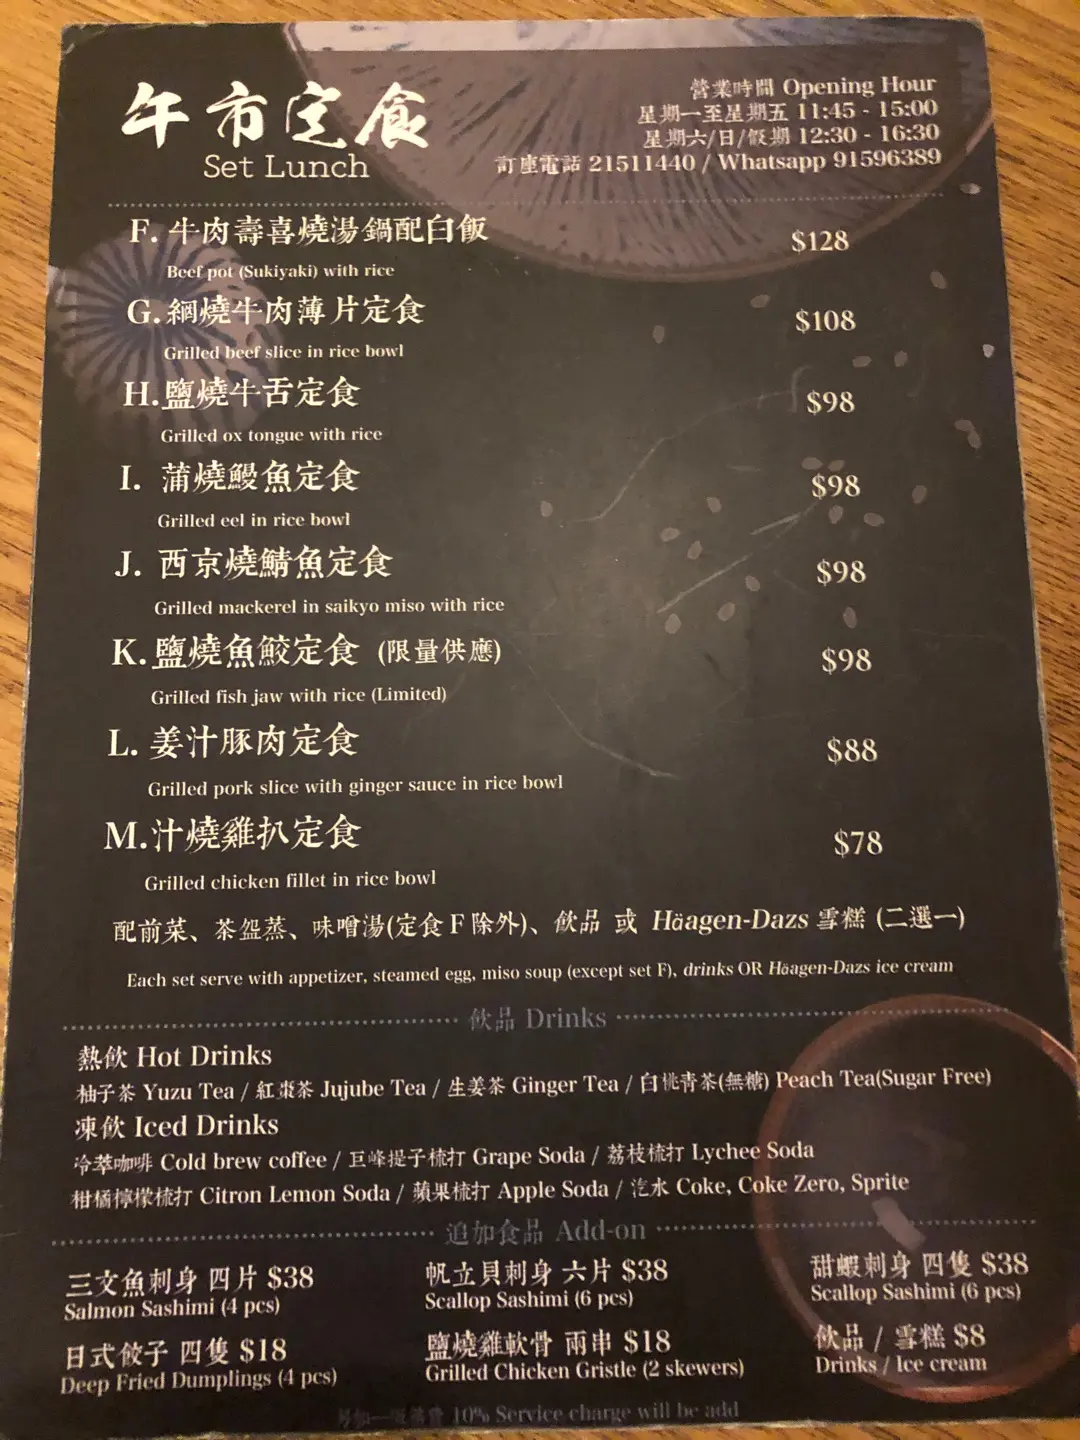 午市定食
Set Lunch
營業時間 Opening Hour
星期一至星期五 11:45 - 15:00
星期六/日/假期 12:30 - 16:30
訂座電話 21511440 / Whatsapp 91596389
F. 牛肉壽喜燒湯鍋配白飯 $128
Beef pot (Sukiyaki) with rice
G. 網燒牛肉薄片定食 $108
Grilled beef slice in rice bowl
H. 鹽燒牛舌定食 $98
Grilled ox tongue with rice
I. 蒲燒鰻魚定食 $98
Grilled eel in rice bowl
J. 西京燒鯖魚定食 $98
Grilled mackerel in saikyo miso with rice
K. 鹽燒魚鮫定食 (限量供應) $98
Grilled fish jaw with rice (Limited)
L. 姜汁豚肉定食 $88
Grilled pork slice with ginger sauce in rice bowl
M. 汁燒雞扒定食 $78
Grilled chicken fillet in rice bowl
配前菜、茶碗蒸、味噌湯(定食 F 除外)、飲品 或 Häagen-Dazs 雪糕 (二選一)
Each set serve with appetizer, steamed egg, miso soup (except set F), drinks OR Häagen-Dazs ice cream
飲品 Drinks
熱飲 Hot Drinks
柚子茶 Yuzu Tea / 紅棗茶 Jujube Tea / 生姜茶 Ginger Tea / 白桃青茶(無糖) Peach Tea(Sugar Free)
凍飲 Iced Drinks
冷萃咖啡 Cold brew coffee / 巨峰提子梳打 Grape Soda / 荔枝梳打 Lychee Soda
柑橘檸檬梳打 Citron Lemon Soda / 蘋果梳打 Apple Soda / 汽水 Coke, Coke Zero, Sprite
追加食品 Add-on
三文魚刺身 四片 $38 帆立貝刺身 六片 $38 甜蝦刺身 四隻 $38
Salmon Sashimi (4 pcs) Scallop Sashimi (6 pcs) Scallop Sashimi (6 pcs)
日式餃子 四隻 $18 鹽燒雞軟骨 兩串 $18 飲品 / 雪糕 $8
Deep Fried Dumplings (4 pcs) Grilled Chicken Gristle (2 skewers) Drinks / Ice cream
10% Service charge will be add